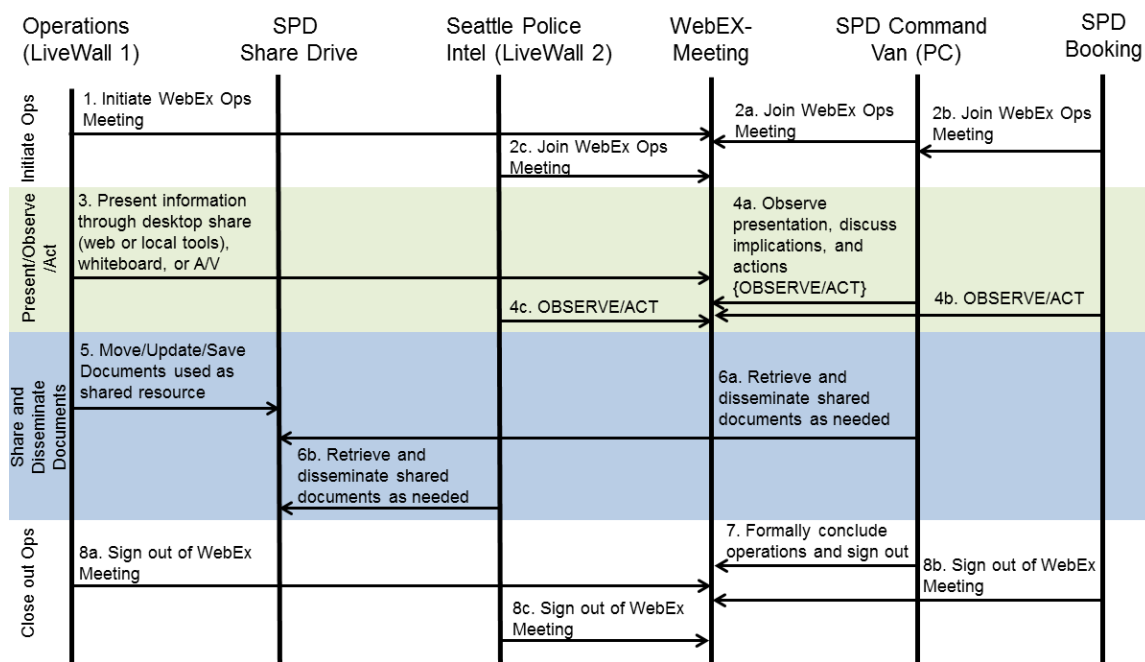 Operations
(LiveWall 1)
SPD
Share Drive
Seattle Police
Intel (LiveWall 2)
WebEX-
Meeting
SPD Command
Van (PC)
SPD
Booking
Initiate Ops
1. Initiate WebEx Ops
Meeting
2a. Join WebEx Ops
Meeting
2b. Join WebEx Ops
Meeting
2c. Join WebEx Ops
Meeting
Present/Observe
/Act
3. Present information
through desktop share
(web or local tools),
whiteboard, or A/V
4a. Observe
presentation, discuss
implications, and
actions
{OBSERVE/ACT}
4b. OBSERVE/ACT
4c. OBSERVE/ACT
Share and
Disseminate
Documents
5. Move/Update/Save
Documents used as
shared resource
6a. Retrieve and
disseminate shared
documents as needed
6b. Retrieve and
disseminate shared
documents as needed
Close out Ops
7. Formally conclude
operations and sign out
8a. Sign out of WebEx
Meeting
8b. Sign out of WebEx
Meeting
8c. Sign out of WebEx
Meeting